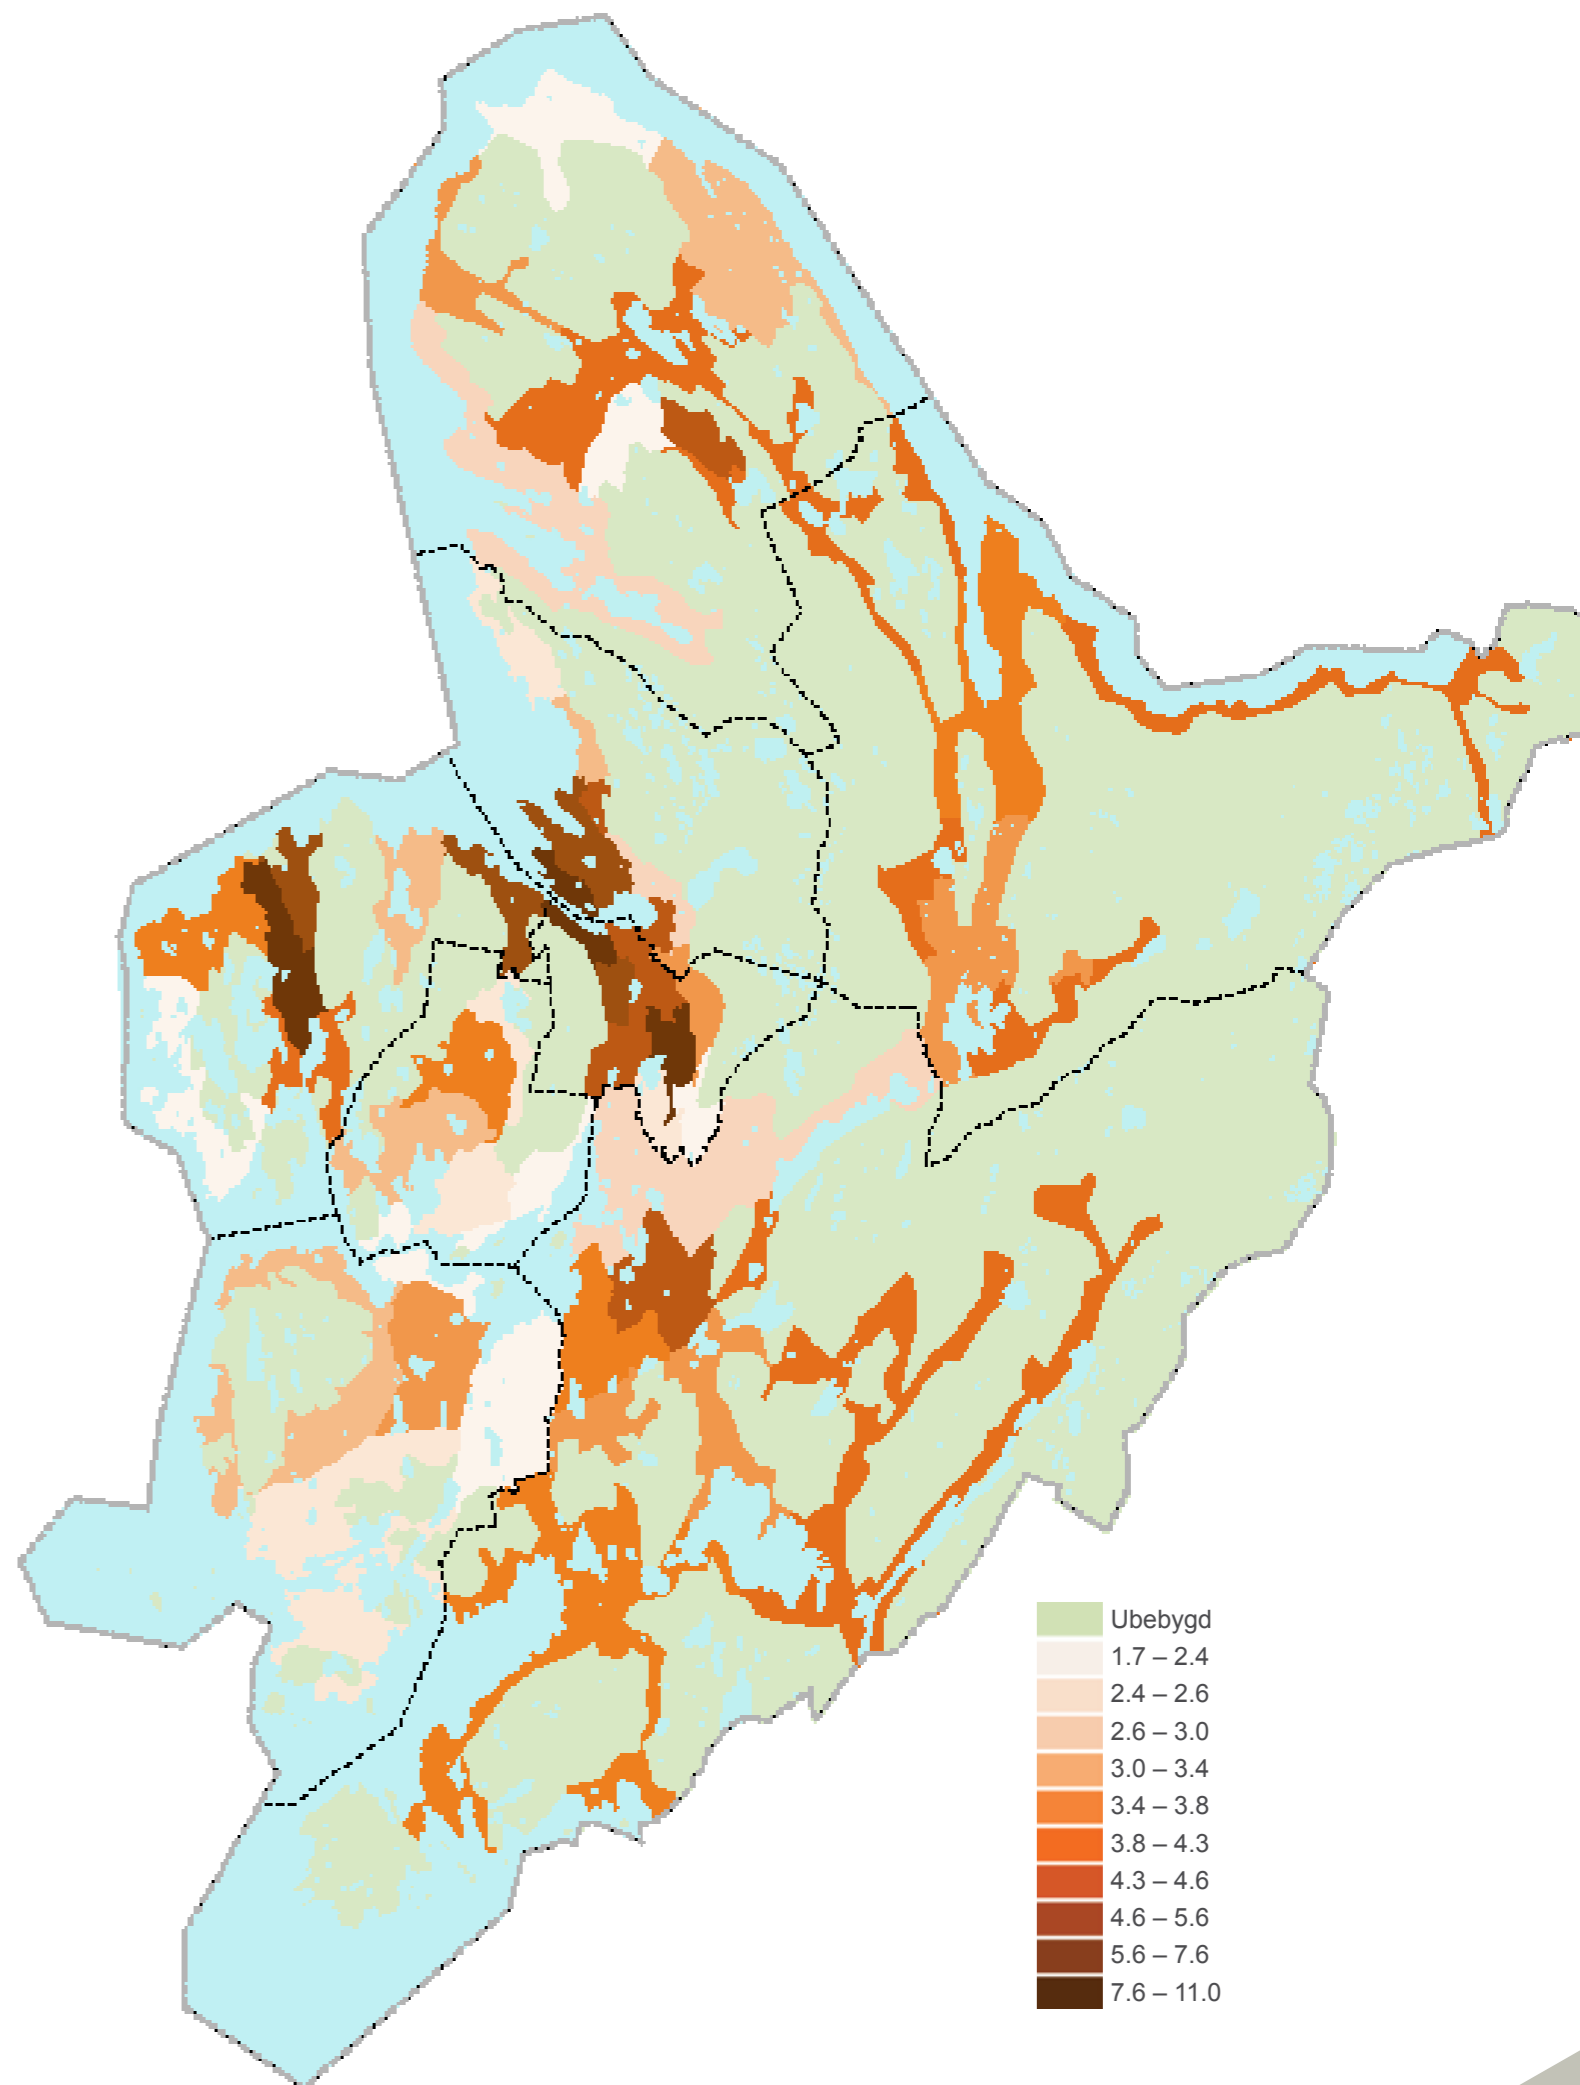 Ubebygd
1.7 – 2.4
2.4 – 2.6
2.6 – 3.0
3.0 – 3.4
3.4 – 3.8
3.8 – 4.3
4.3 – 4.6
4.6 – 5.6
5.6 – 7.6
7.6 – 11.0